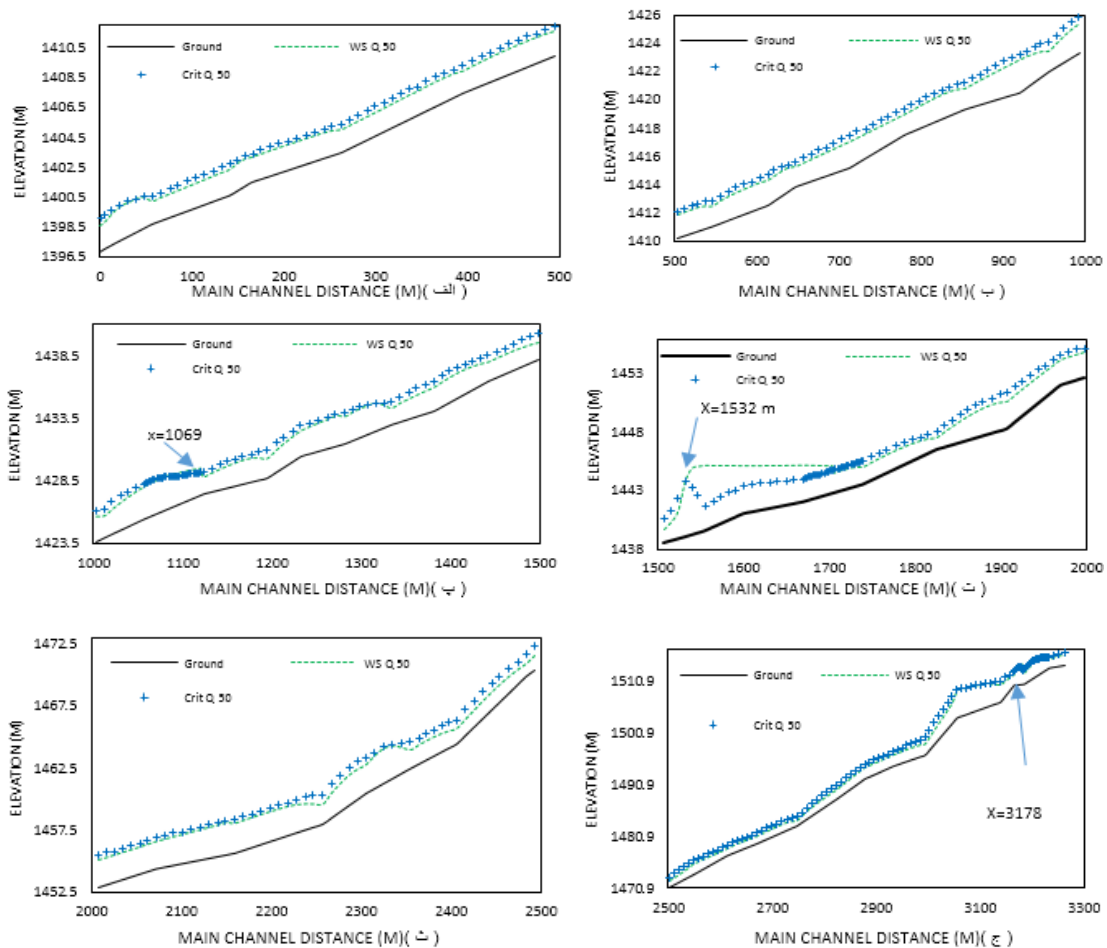 1410.5
1408.5
1406.5
1404.5
1402.5
1400.5
1398.5
1396.5
ELEVATION (M)
Ground
WS Q 50
Crit Q 50
0 100 200 300 400 500
MAIN CHANNEL DISTANCE (M)( الف )
1426
1424
1422
1420
1418
1416
1414
1412
1410
ELEVATION (M)
Ground
WS Q 50
Crit Q 50
500 600 700 800 900 1000
MAIN CHANNEL DISTANCE (M)( ب )
1438.5
1433.5
1428.5
1423.5
ELEVATION (M)
Ground
WS Q 50
Crit Q 50
x=1069
1000 1100 1200 1300 1400 1500
MAIN CHANNEL DISTANCE (M)( پ )
1453
1448
1443
1438
ELEVATION (M)
Ground
WS Q 50
Crit Q 50
X=1532 m
1500 1600 1700 1800 1900 2000
MAIN CHANNEL DISTANCE (M)( ت )
1472.5
1467.5
1462.5
1457.5
1452.5
ELEVATION (M)
Ground
WS Q 50
Crit Q 50
2000 2100 2200 2300 2400 2500
MAIN CHANNEL DISTANCE (M)( ث )
1510.9
1500.9
1490.9
1480.9
1470.9
ELEVATION (M)
Ground
WS Q 50
Crit Q 50
X=3178
2500 2700 2900 3100 3300
MAIN CHANNEL DISTANCE (M)( ج )